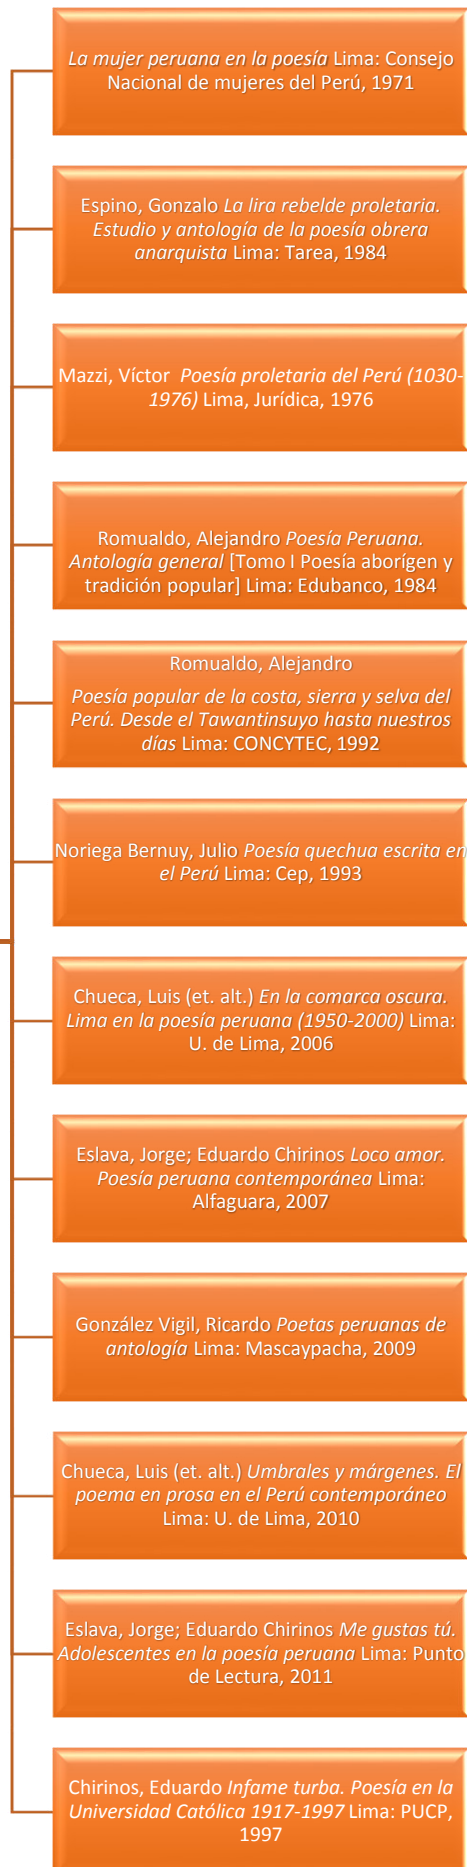 La mujer peruana en la poesía Lima: Consejo
Nacional de mujeres del Perú, 1971
Espino, Gonzalo La lira rebelde proletaria.
Estudio y antología de la poesía obrera
anarquista Lima: Tarea, 1984
Mazzi, Víctor Poesía proletaria del Perú (1030-
1976) Lima, Jurídica, 1976
Romualdo, Alejandro Poesía Peruana.
Antología general [Tomo I Poesía aborígen y
tradición popular] Lima: Edubanco, 1984
Romualdo, Alejandro
Poesía popular de la costa, sierra y selva del
Perú. Desde el Tawantinsuyo hasta nuestros
días Lima: CONCYTEC, 1992
Noriega Bernuy, Julio Poesía quechua escrita en
el Perú Lima: Cep, 1993
Chueca, Luis (et. alt.) En la comarca oscura.
Lima en la poesía peruana (1950-2000) Lima:
U. de Lima, 2006
Eslava, Jorge; Eduardo Chirinos Loco amor.
Poesía peruana contemporánea Lima:
Alfaguara, 2007
González Vigil, Ricardo Poetas peruanas de
antología Lima: Mascaypacha, 2009
Chueca, Luis (et. alt.) Umbrales y márgenes. El
poema en prosa en el Perú contemporáneo
Lima: U. de Lima, 2010
Eslava, Jorge; Eduardo Chirinos Me gustas tú.
Adolescentes en la poesía peruana Lima: Punto
de Lectura, 2011
Chirinos, Eduardo Infame turba. Poesía en la
Universidad Católica 1917-1997 Lima: PUCP,
1997